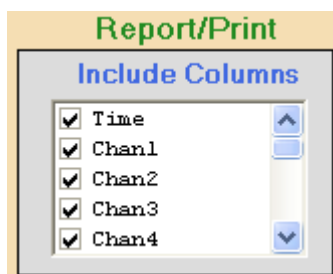 Report/Print
Include Columns
Time
Chan1
Chan2
Chan3
Chan4